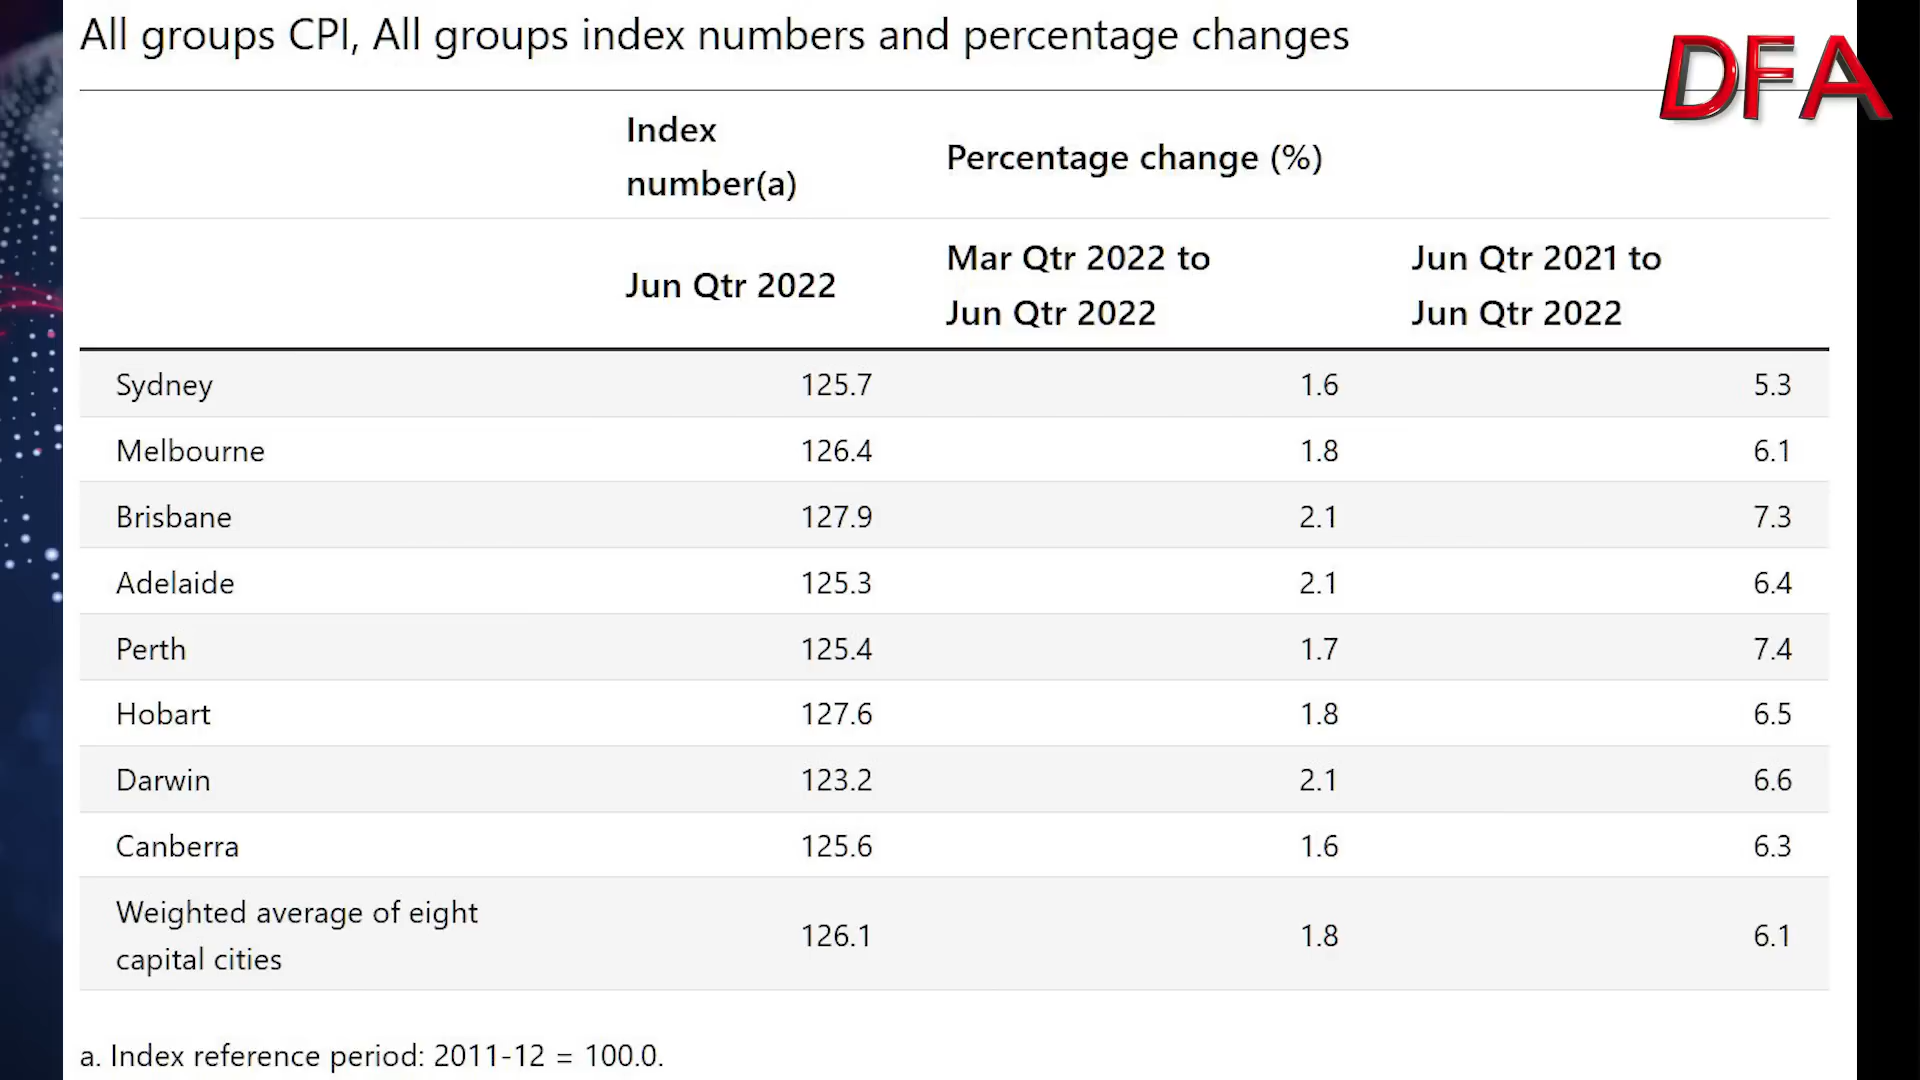 All groups CPI, All groups index numbers and percentage changes
DFA
Index
number(a)
Percentage change (%)
Jun Qtr 2022
Mar Qtr 2022 to
Jun Qtr 2022
Jun Qtr 2021 to
Jun Qtr 2022
Sydney 125.7 1.6 5.3
Melbourne 126.4 1.8 6.1
Brisbane 127.9 2.1 7.3
Adelaide 125.3 2.1 6.4
Perth 125.4 1.7 7.4
Hobart 127.6 1.8 6.5
Darwin 123.2 2.1 6.6
Canberra 125.6 1.6 6.3
Weighted average of eight
capital cities 126.1 1.8 6.1
a. Index reference period: 2011-12 = 100.0.